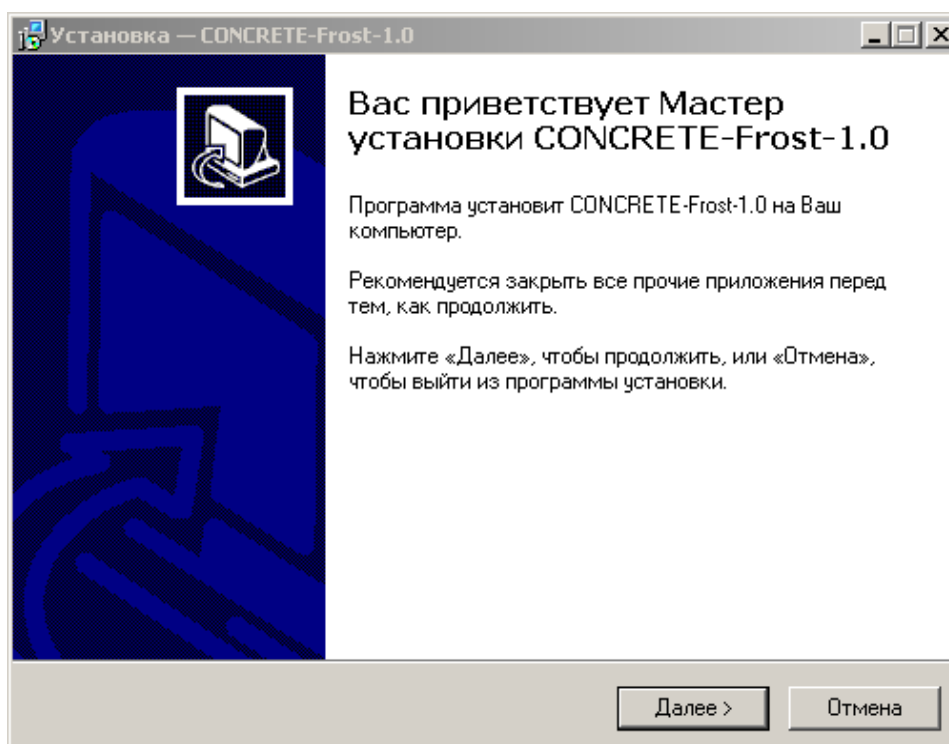 Установка — CONCRETE-Frost-1.0
Вас приветствует Мастер
установки CONCRETE-Frost-1.0
Программа установит CONCRETE-Frost-1.0 на Ваш
компьютер.
Рекомендуется закрыть все прочие приложения перед
тем, как продолжить.
Нажмите «Далее», чтобы продолжить, или «Отмена»,
чтобы выйти из программы установки.
Далее >
Отмена